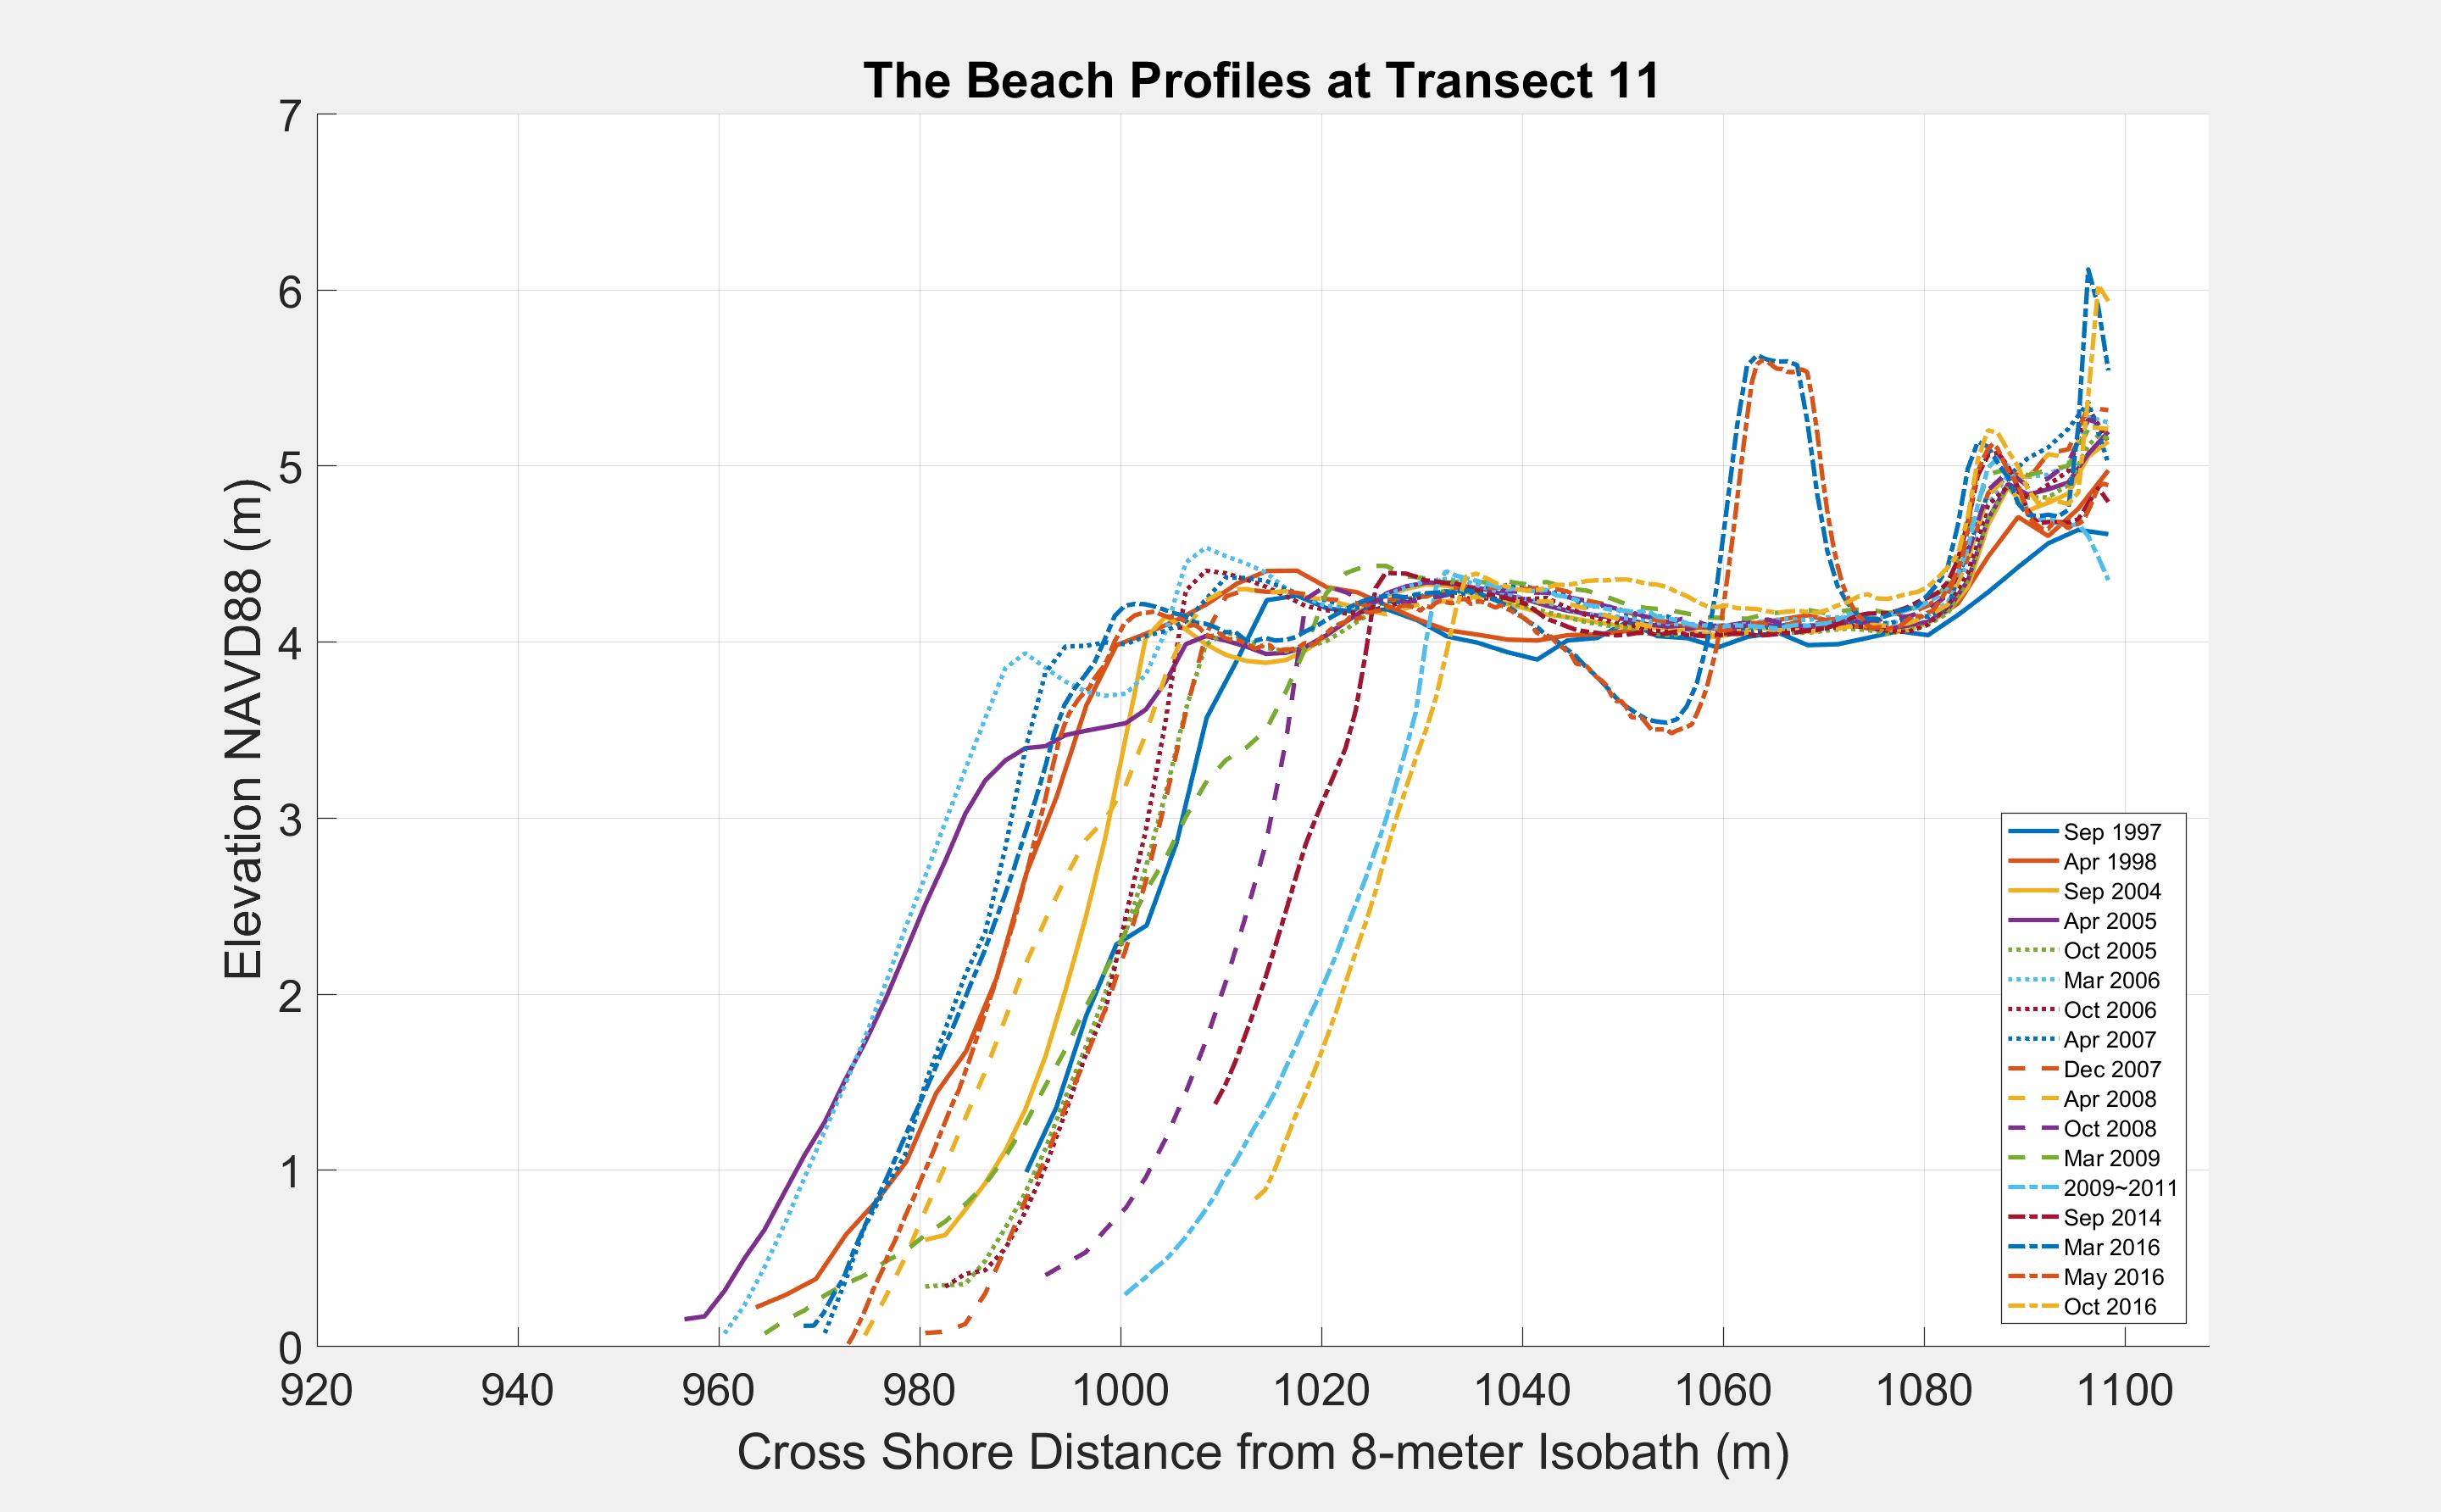 The Beach Profiles at Transect 11
7
6
5
4
3
2
1
0
Elevation NAVD88 (m)
920 940 960 980 1000 1020 1040 1060 1080 1100
Cross Shore Distance from 8-meter Isobath (m)
Sep 1997
Apr 1998
Sep 2004
Apr 2005
Oct 2005
Mar 2006
Oct 2006
Apr 2007
Dec 2007
Apr 2008
Oct 2008
Mar 2009
2009~2011
Sep 2014
Mar 2016
May 2016
Oct 2016